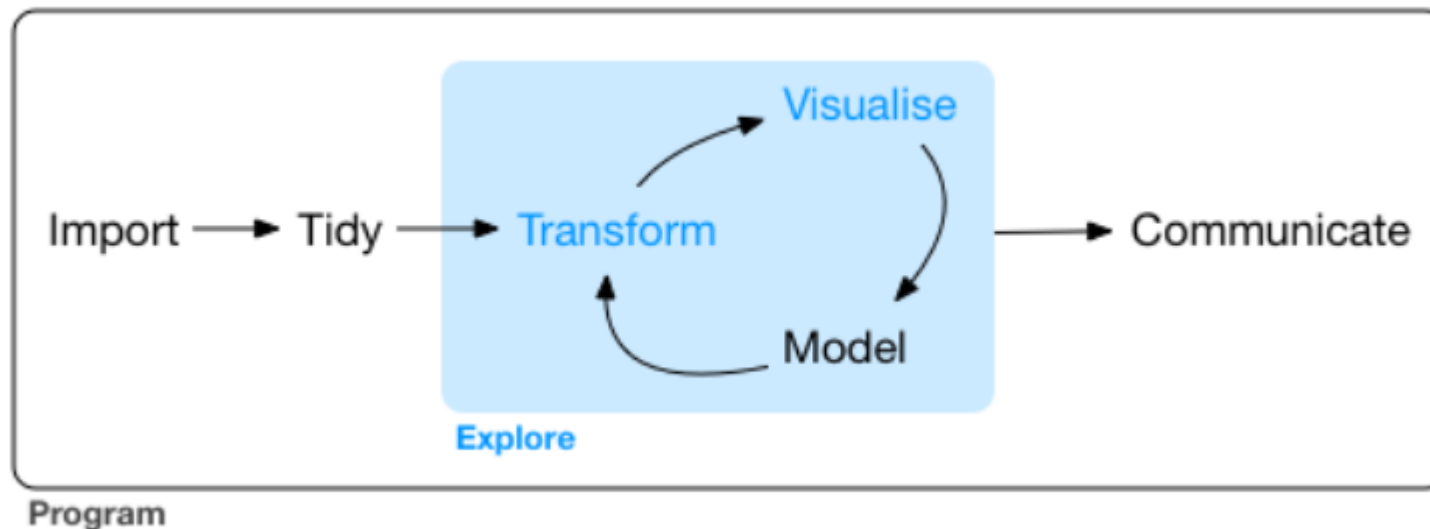 Visualise
Import Tidy Transform Communicate
Model
Explore
Program